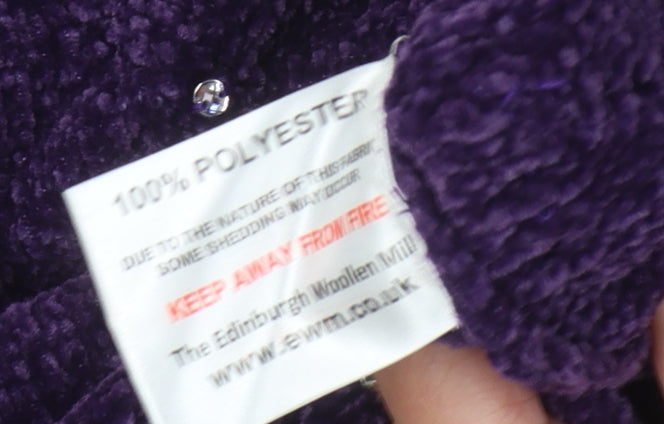 100% POLYESTER
DUE TO THE NATURE OF THIS FABRIC
SOME SHEDDING MAY OCCUR
KEEP AWAY FROM FIRE
The Edinburgh Woollen Mill
www.ewm.co.uk